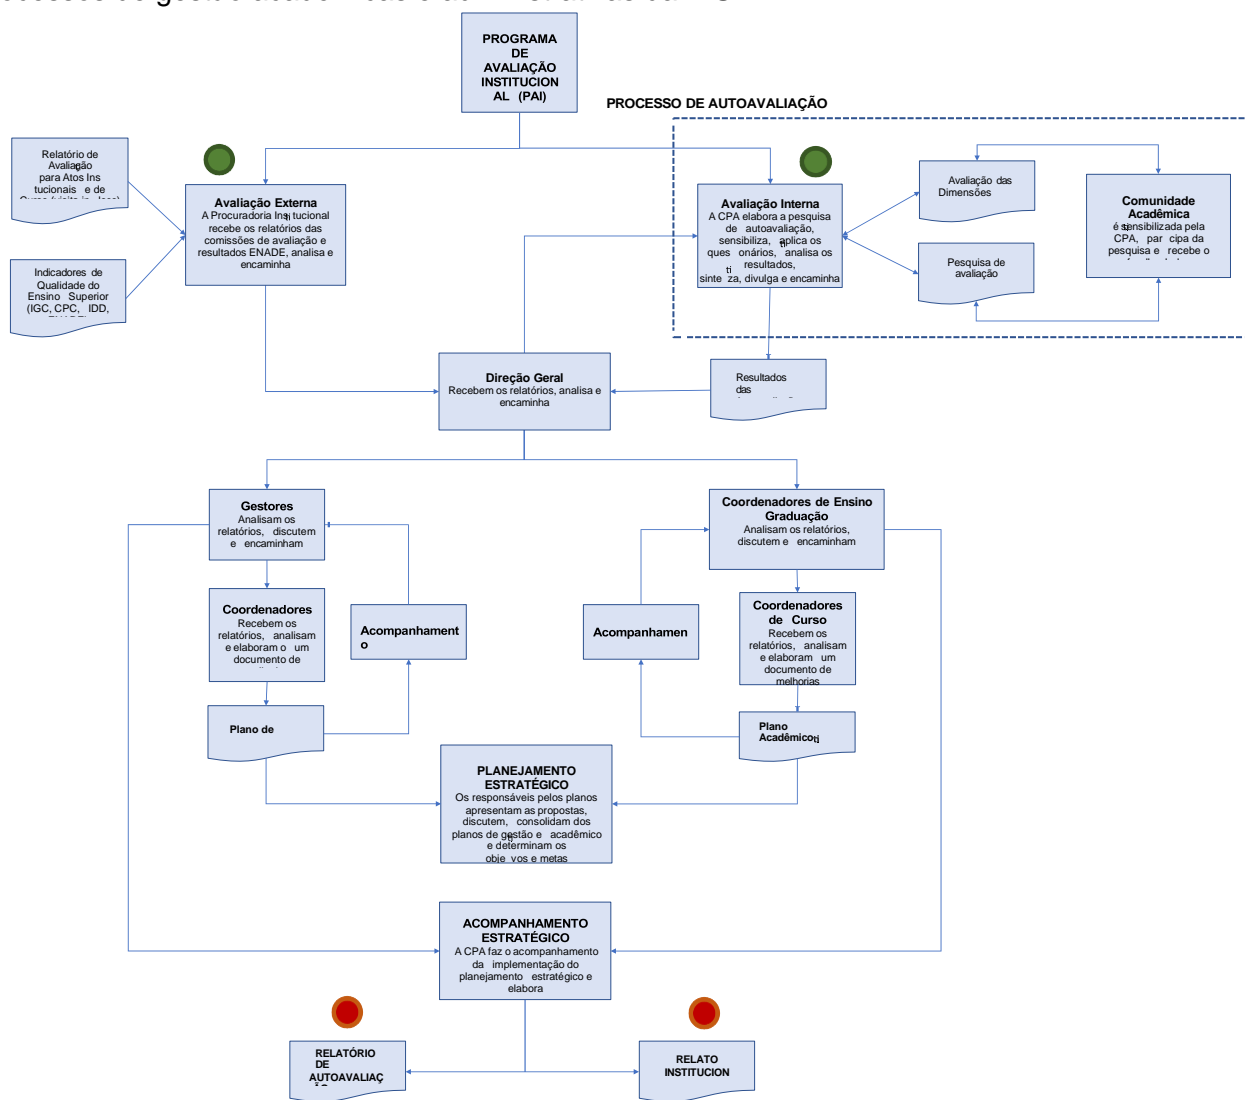 PROGRAMA
DE
AVALIAÇÃO
INSTITUCION
AL (PAI)
PROCESSO DE AUTOAVALIAÇÃO
Relatório de
Avaliação
para Atos Ins
tucionais e de
Avaliação Externa
A Procuradoria Ins ti tucional
recebe os relatórios das
comissões de avaliação e
resultados ENADE, analisa e
encaminha
Indicadores de
Qualidade do
Ensino Superior
(IGC, CPC, IDD,
Avaliação Interna
A CPA elabora a pesquisa
de autoavaliação,
sensibiliza, aplica os
ti
ques onários, analisa os
resultados,
ti
sinte za, divulga e encaminha
Avaliação das
Dimensões
Pesquisa de
avaliação
Comunidade
Acadêmica
é sensibilizada pela
ti
CPA, par cipa da
pesquisa e recebe o
Direção Geral
Recebem os relatórios, analisa e
encaminha
Resultados
das
Gestores
Analisam os
relatórios, discutem
e encaminham
Coordenadores de Ensino
Graduação
Analisam os relatórios,
discutem e encaminham
Coordenadores
Recebem os
relatórios, analisam
e elaboram o um
documento de
Acompanhament
o
Acompanhamen
Coordenadores
de Curso
Recebem os
relatórios, analisam
e elaboram um
documento de
melhorias
Plano de
Plano
Acadêmico ti
PLANEJAMENTO
ESTRATÉGICO
Os responsáveis pelos planos
apresentam as propostas,
discutem, consolidam dos
planos de gestão e acadêmico
ti
e determinam os
obje vos e metas
ACOMPANHAMENTO
ESTRATÉGICO
A CPA faz o acompanhamento
da implementação do
planejamento estratégico e
elabora
RELATÓRIO
DE
AUTOAVALIAÇ
RELATO
INSTITUCION